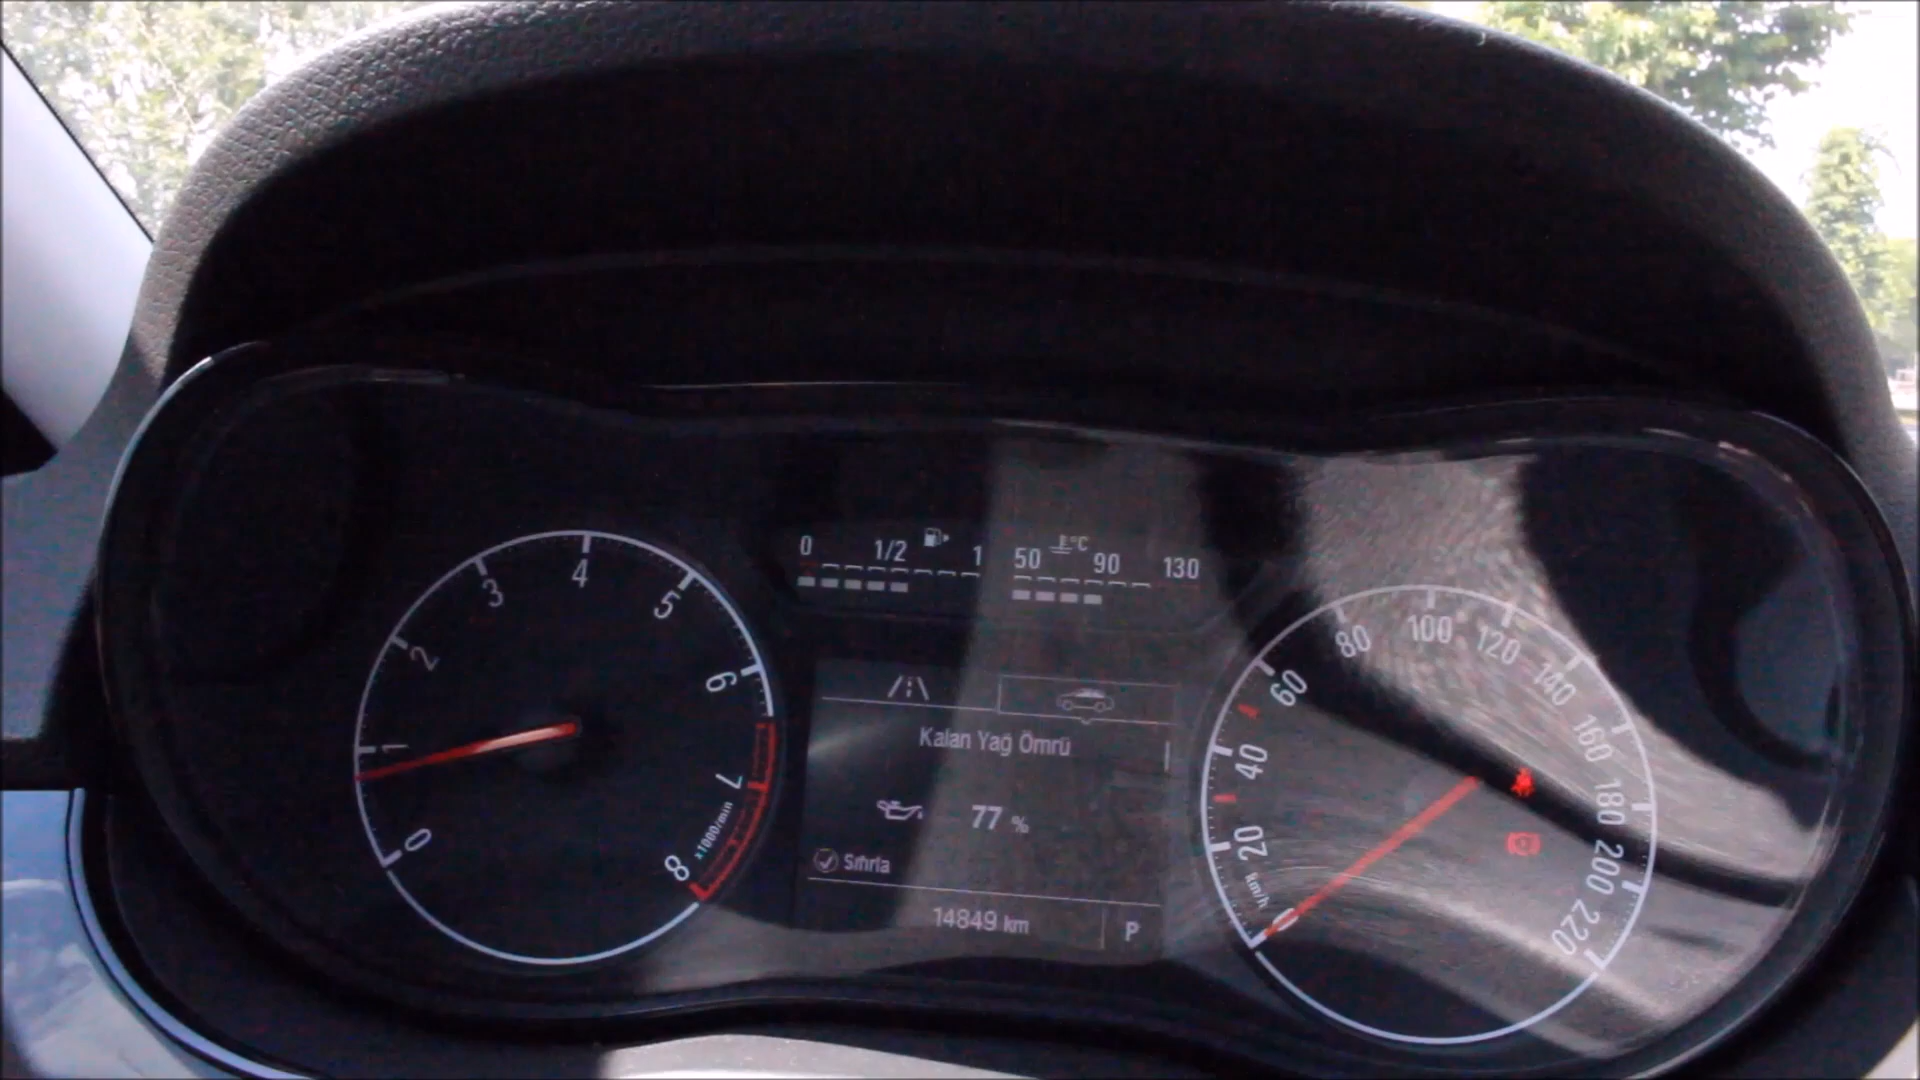 0 1/2 1
50 °C 90 130
0 1 2 3 4 5 6 7 8
x1000/min
Kalan Yağ Ömrü
77 %
Sıfırla
14849 km P
0 20 40 60 80 100 120 140 160 180 200 220
km/h